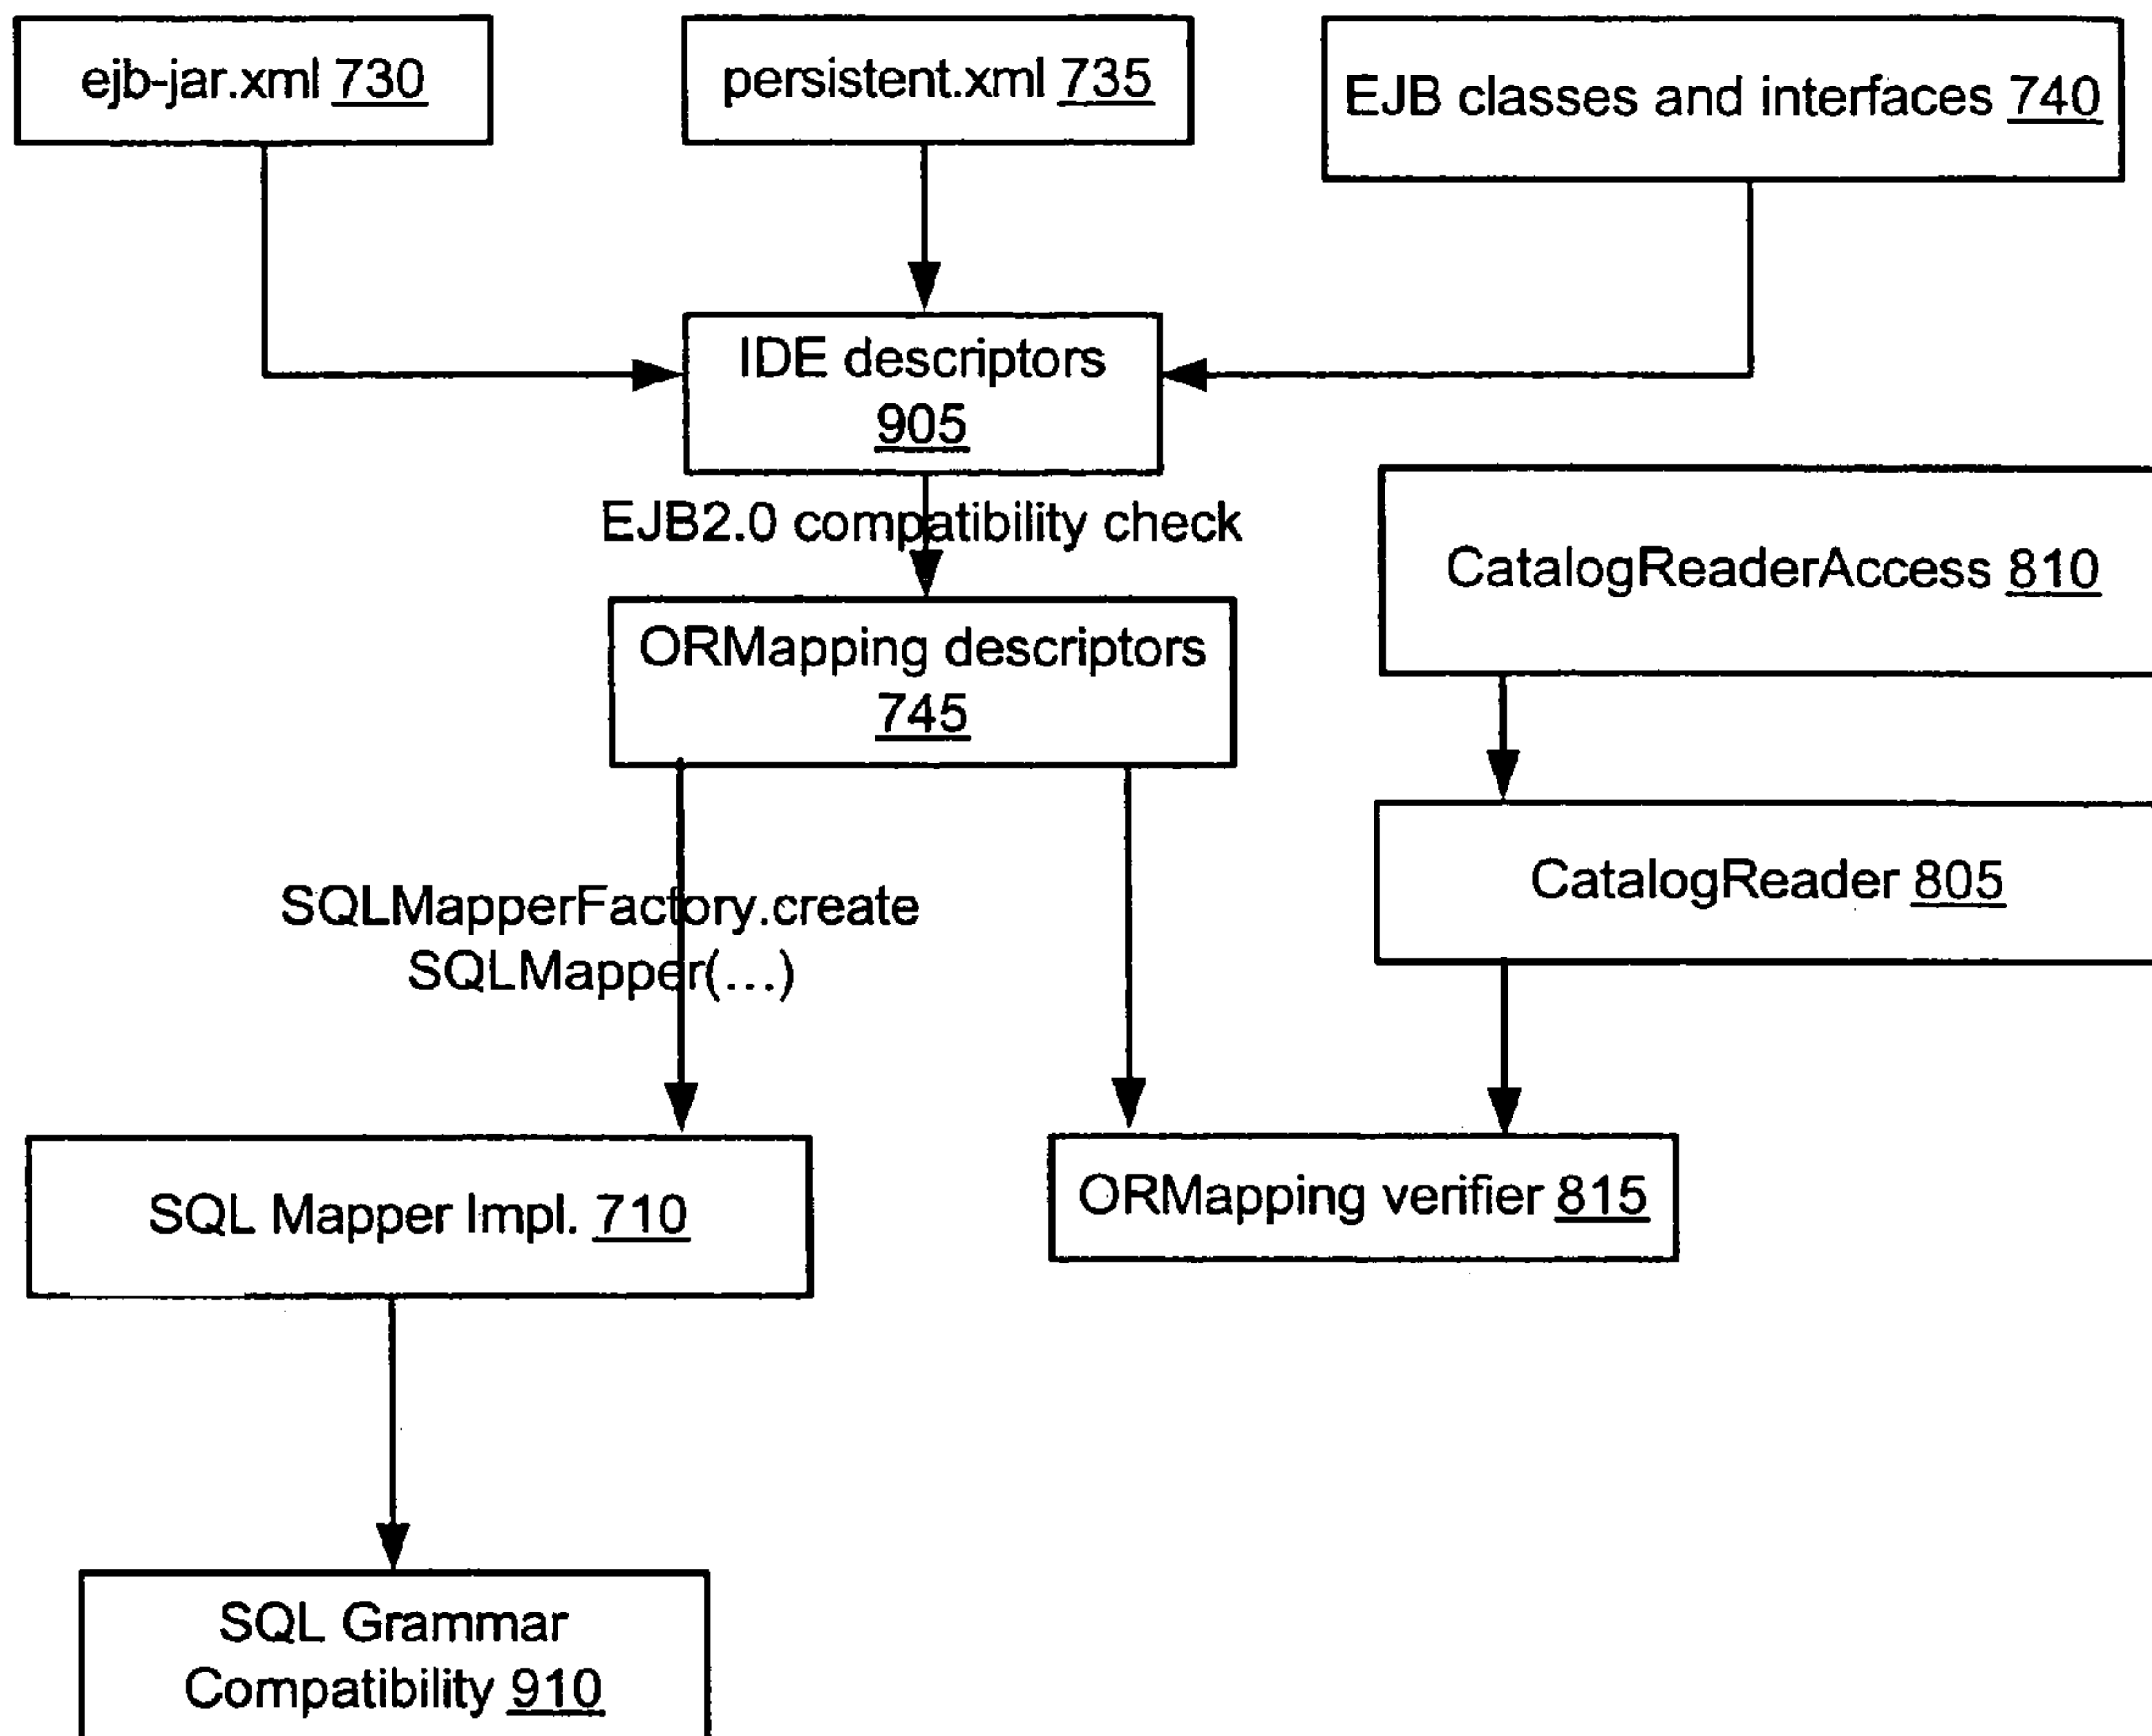 ejb-jar.xml 730
persistent.xml 735
EJB classes and interfaces 740
IDE descriptors
905
EJB2.0 compatibility check
CatalogReaderAccess 810
ORMapping descriptors
745
CatalogReader 805
SQLMapperFactory.create
SQLMapper(...)
SQL Mapper Impl. 710
ORMapping verifier 815
SQL Grammar
Compatibility 910